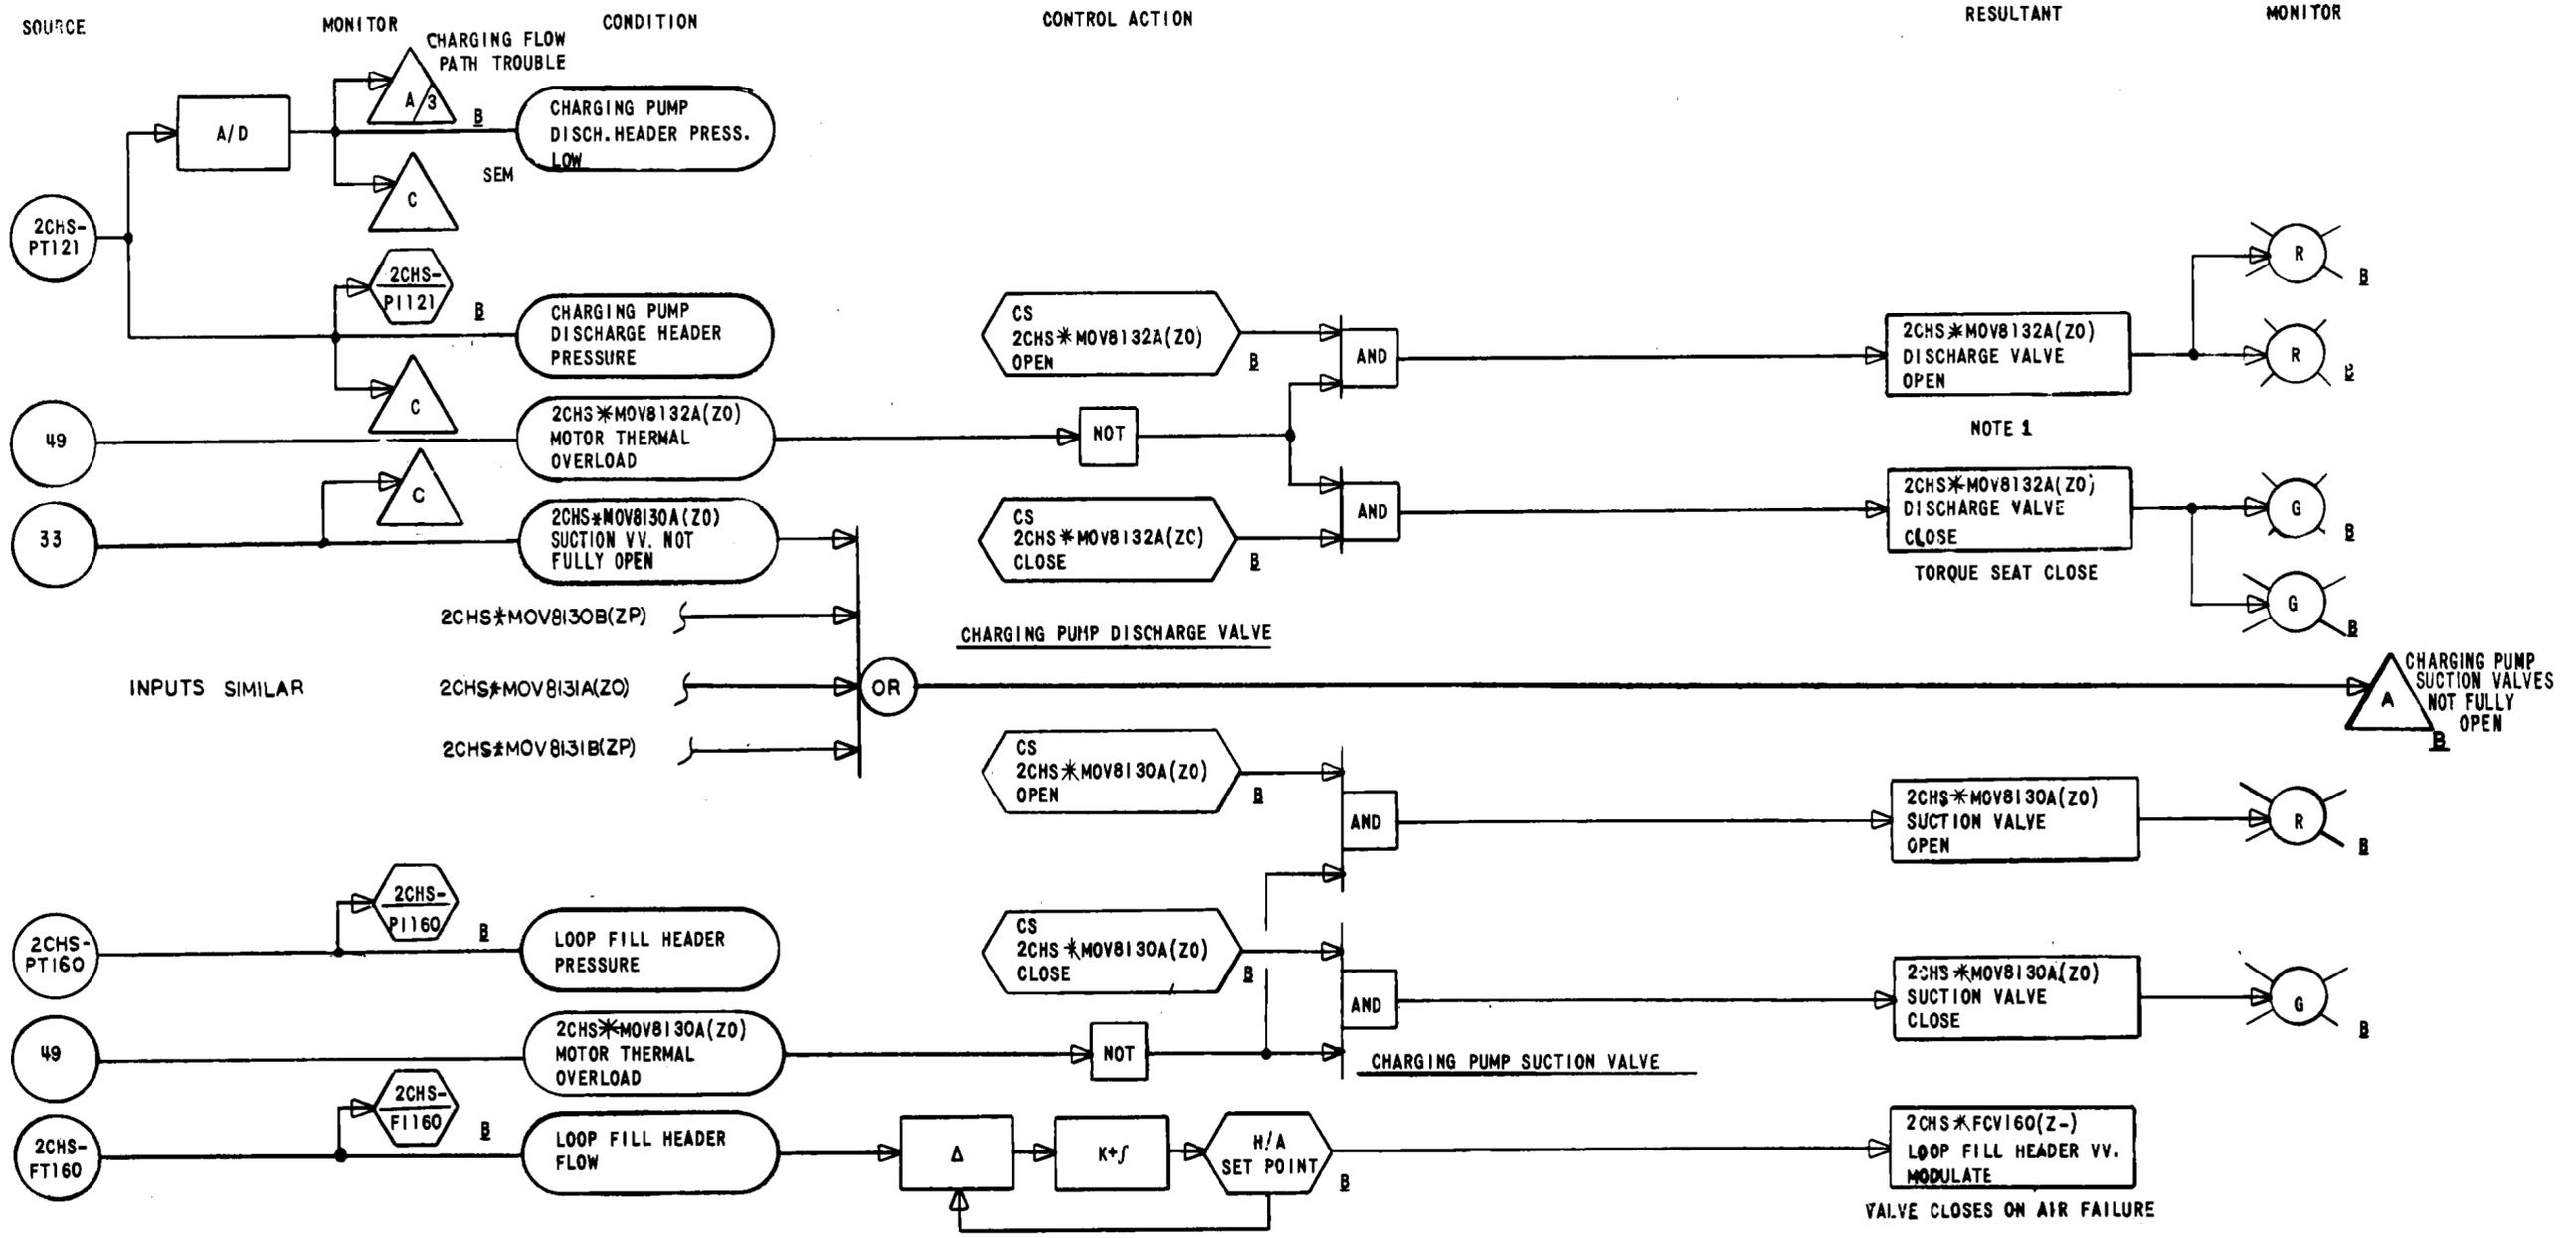 SOURCE
MONITOR
CONDITION
CONTROL ACTION
RESULTANT
MONITOR
CHARGING FLOW
PATH TROUBLE
A/3
B
A/D
CHARGING PUMP
DISCH.HEADER PRESS.
LOW
SEM
C
2CHS-
PT121
2CHS-
PI121
B
CHARGING PUMP
DISCHARGE HEADER
PRESSURE
C
CS
2CHS*MOV8132A(ZO)
OPEN
B
AND
2CHS*MOV8132A(ZO)
DISCHARGE VALVE
OPEN
R
B
R
B
NOTE 1
49
2CHS*MOV8132A(ZO)
MOTOR THERMAL
OVERLOAD
NOT
33
C
2CHS*MOV8130A(ZO)
SUCTION VV. NOT
FULLY OPEN
CS
2CHS*MOV8132A(ZC)
CLOSE
B
AND
2CHS*MOV8132A(ZO)
DISCHARGE VALVE
CLOSE
TORQUE SEAT CLOSE
G
B
G
B
2CHS*MOV8130B(ZP)
CHARGING PUMP DISCHARGE VALVE
INPUTS SIMILAR
2CHS*MOV8131A(ZO)
OR
2CHS*MOV8131B(ZP)
A
CHARGING PUMP
SUCTION VALVES
NOT FULLY
OPEN
B
CS
2CHS*MOV8130A(ZO)
OPEN
B
AND
2CHS*MOV8130A(ZO)
SUCTION VALVE
OPEN
R
B
2CHS-
PT160
2CHS-
PI160
B
LOOP FILL HEADER
PRESSURE
CS
2CHS*MOV8130A(ZO)
CLOSE
B
AND
2CHS*MOV8130A(ZO)
SUCTION VALVE
CLOSE
G
B
49
2CHS*MOV8130A(ZO)
MOTOR THERMAL
OVERLOAD
NOT
CHARGING PUMP SUCTION VALVE
2CHS-
FT160
2CHS-
FI160
B
LOOP FILL HEADER
FLOW
Δ
K+∫
H/A
SET POINT
B
2CHS*FCV160(Z-)
LOOP FILL HEADER VV.
MODULATE
VALVE CLOSES ON AIR FAILURE